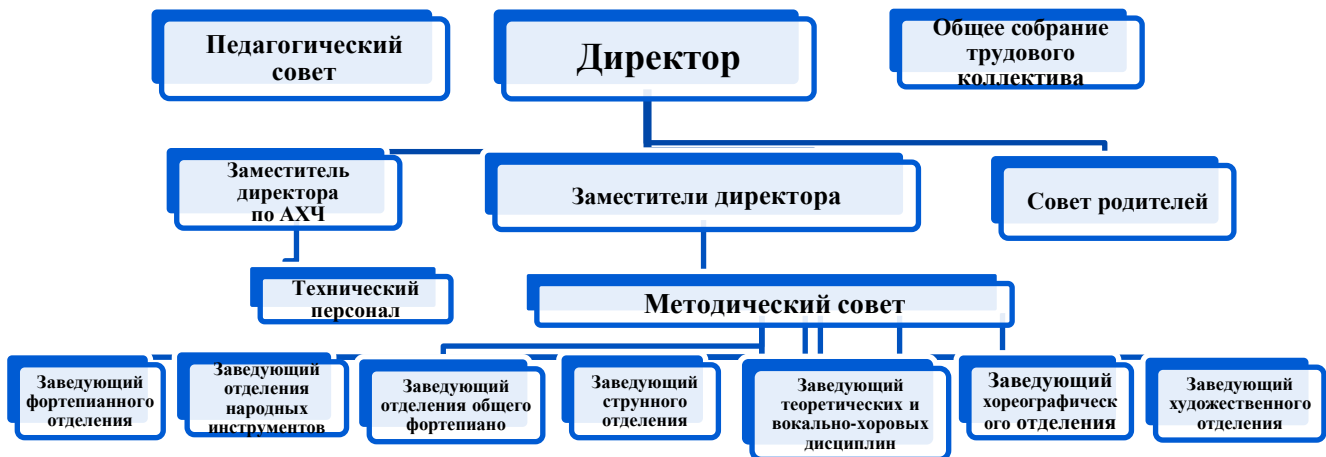 Педагогический
совет
Директор
Общее собрание
трудового
коллектива
Заместитель
директора
по АХЧ
Заместители директора
Совет родителей
Технический
персонал
Методический совет
Заведующий
фортепианного
отделения
Заведующий
отделения
народных
инструментов
Заведующий
отделения общего
фортепиано
Заведующий
струнного
отделения
Заведующий
теоретических и
вокально-хоровых
дисциплин
Заведующий
хореографическ
ого отделения
Заведующий
художественного
отделения